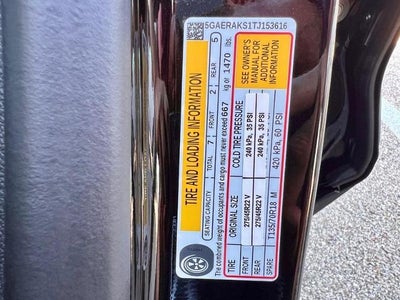 5GAERAKS1TJ153616
TIRE AND LOADING INFORMATION
SEATING CAPACITY | TOTAL 7 | FRONT 2 | REAR 5
The combined weight of occupants and cargo must never exceed 667 kg or 1470 lbs.
TIRE ORIGINAL SIZE COLD TIRE PRESSURE
FRONT 275/45R22 V 240 kPa, 35 PSI
REAR 275/45R22 V 240 kPa, 35 PSI
SPARE T135/70R18 M 420 kPa, 60 PSI
SEE OWNER'S
MANUAL FOR
ADDITIONAL
INFORMATION